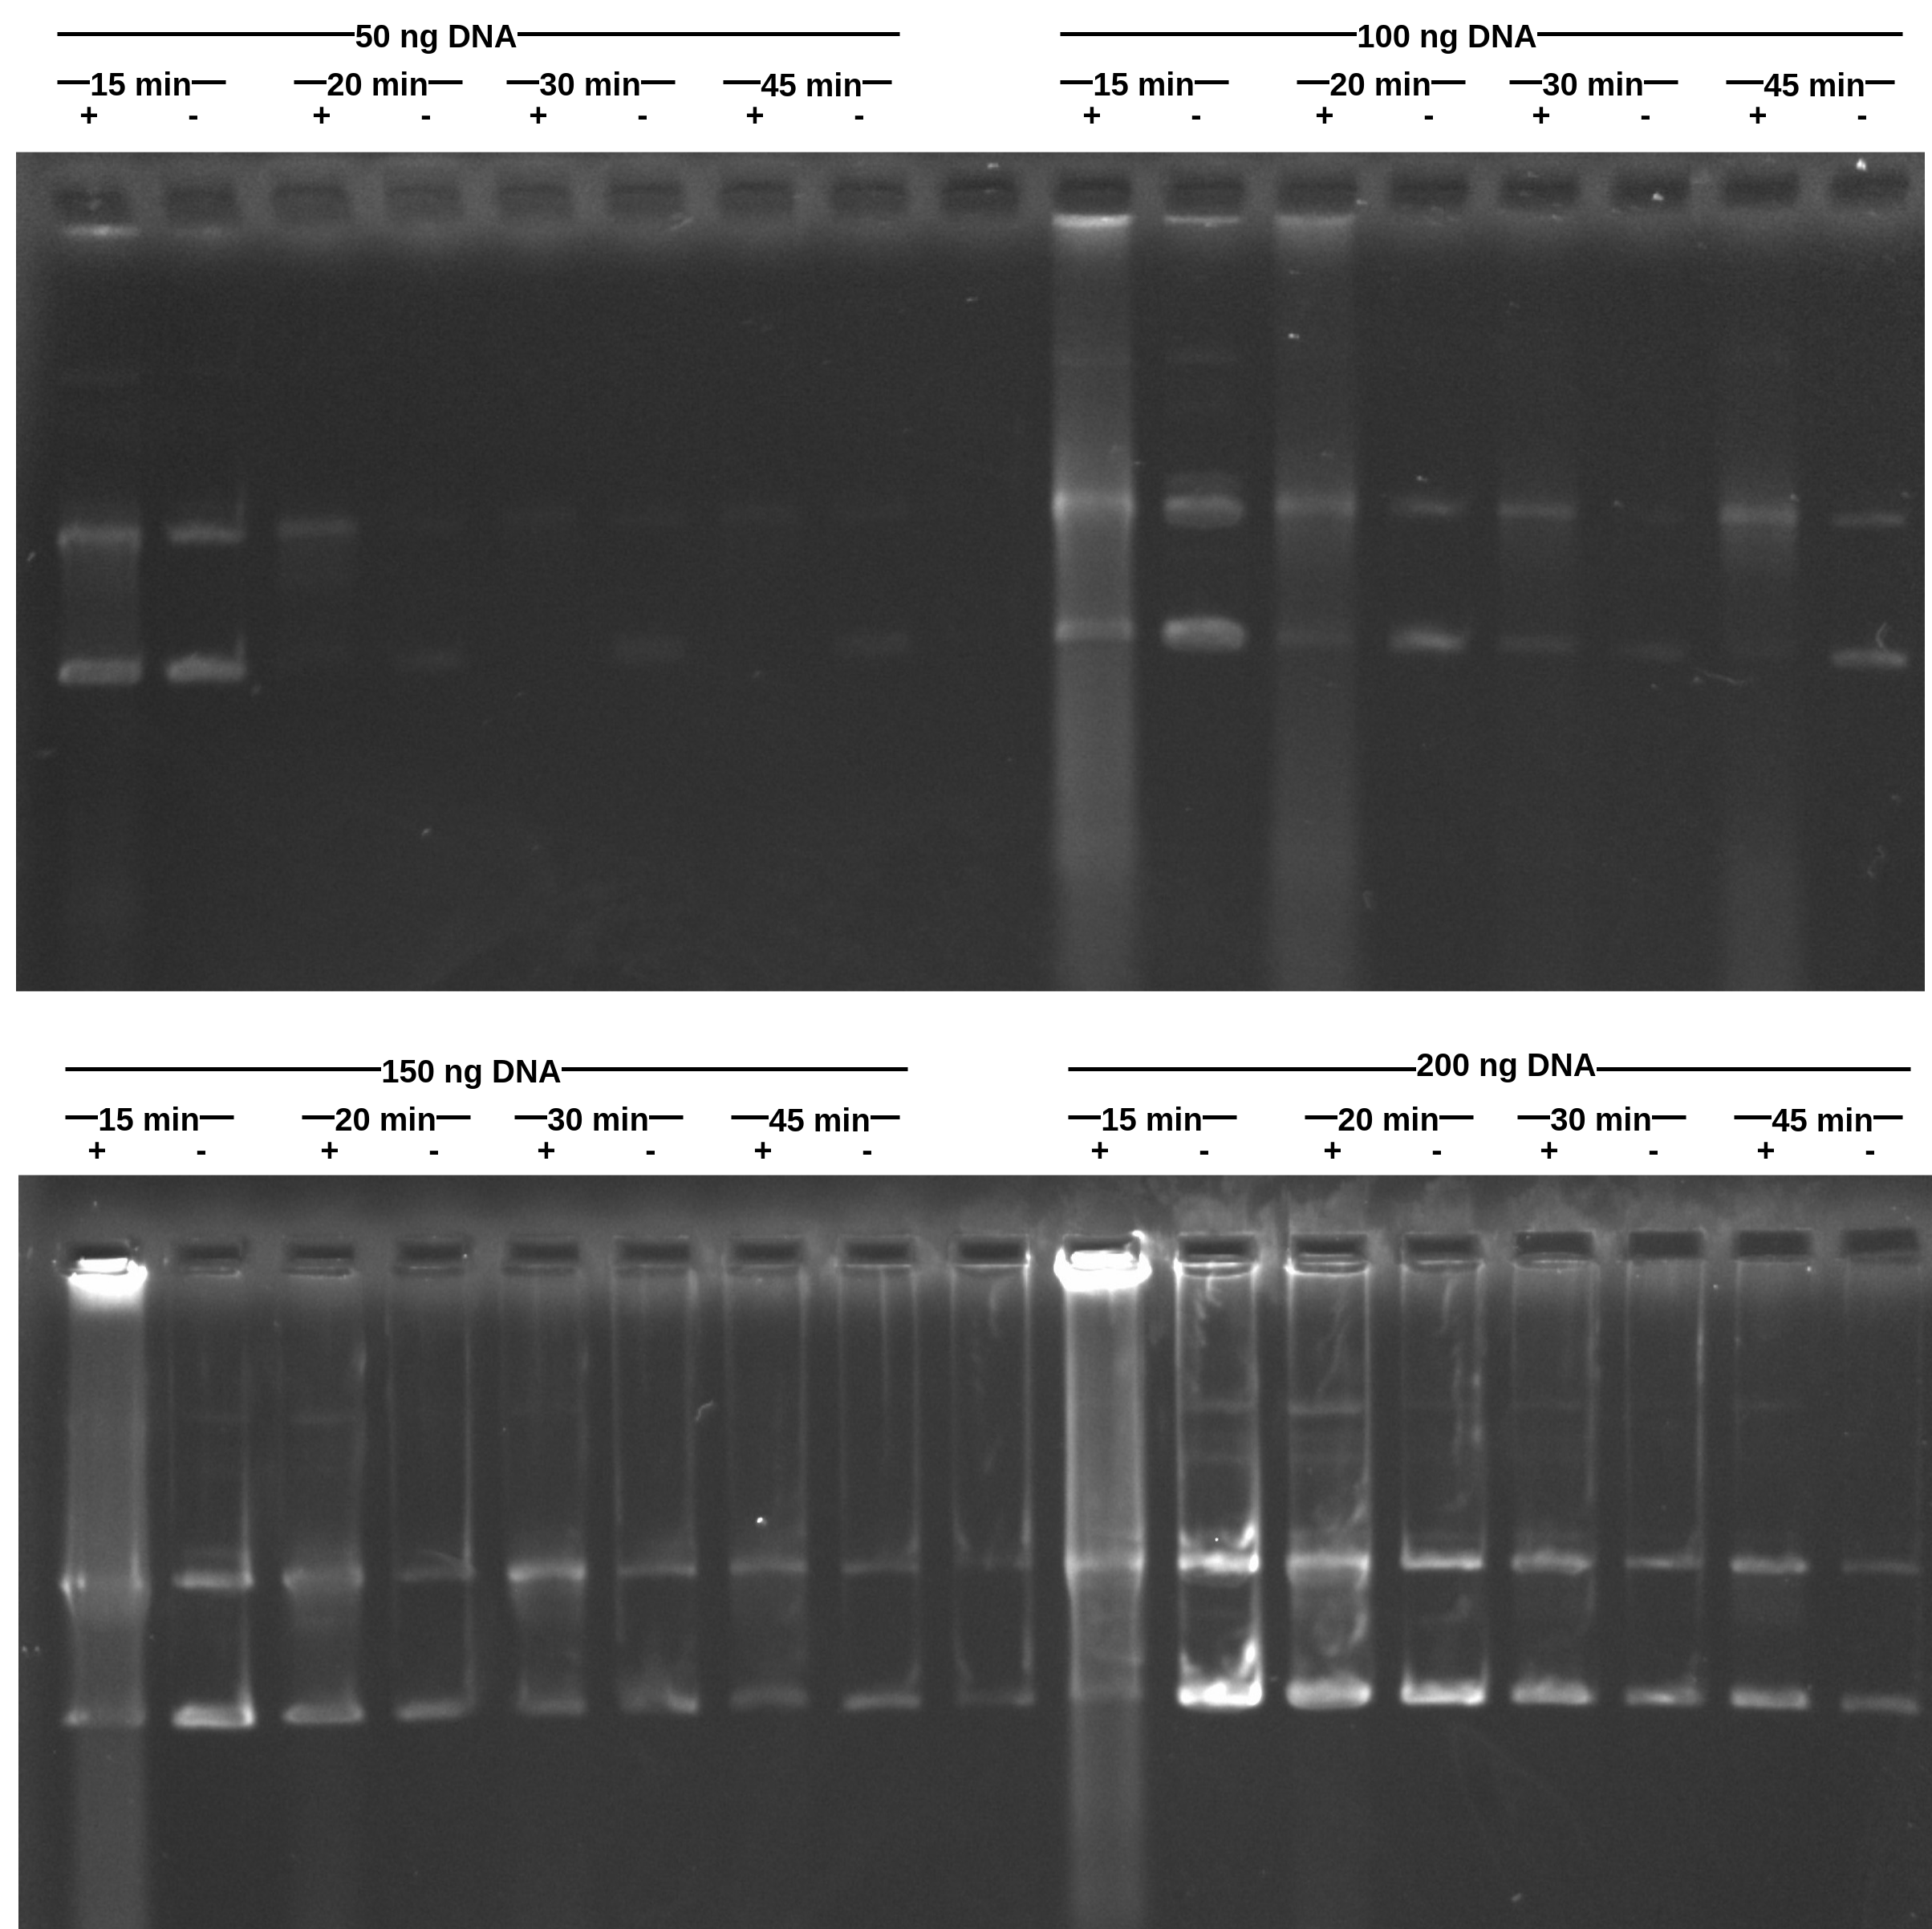 50 ng DNA 100 ng DNA
15 min 20 min 30 min 45 min 15 min 20 min 30 min 45 min
+ - + - + - + - + - + - + - + -
150 ng DNA 200 ng DNA
15 min 20 min 30 min 45 min 15 min 20 min 30 min 45 min
+ - + - + - + - + - + - + - + -